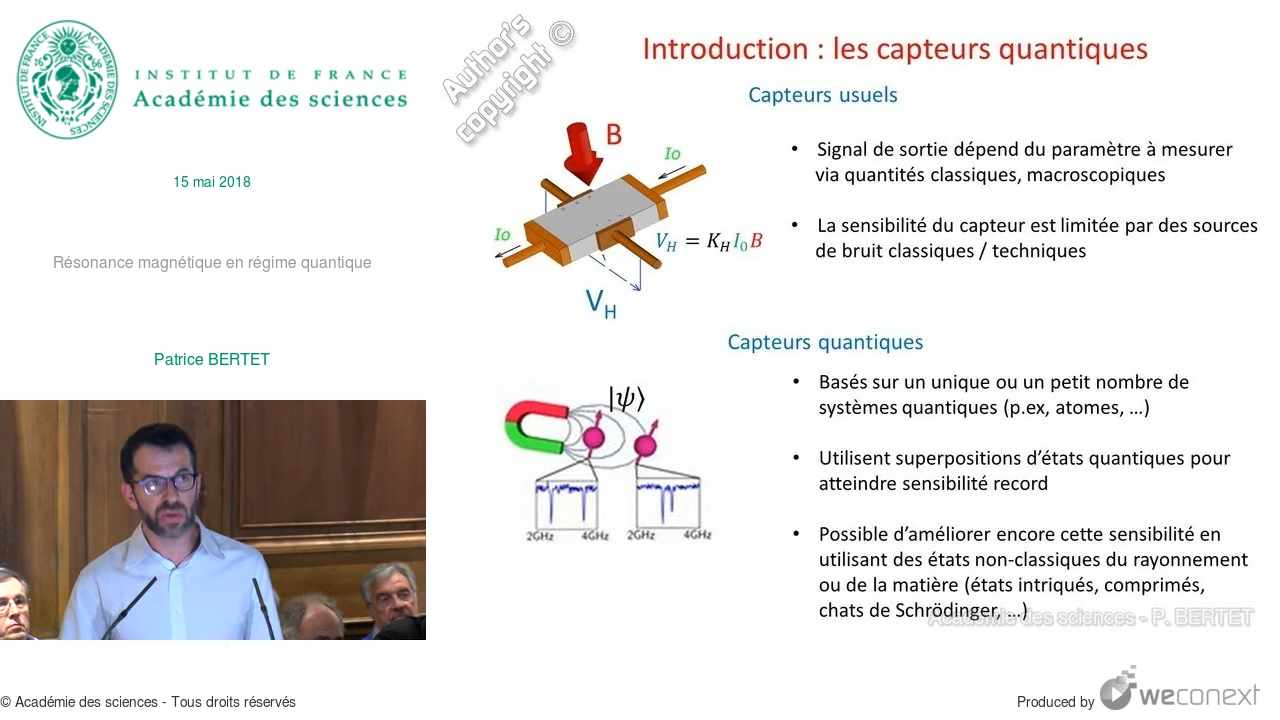 INSTITUT DE FRANCE
Académie des sciences
15 mai 2018
Résonance magnétique en régime quantique
Patrice BERTET
Author's
copyright ©
Introduction : les capteurs quantiques
Capteurs usuels
B
Io
Io
V_H = K_H I_0 B
V_H
• Signal de sortie dépend du paramètre à mesurer
via quantités classiques, macroscopiques
• La sensibilité du capteur est limitée par des sources
de bruit classiques / techniques
Capteurs quantiques
|ψ⟩
2GHz 4GHz 2GHz 4GHz
• Basés sur un unique ou un petit nombre de
systèmes quantiques (p.ex, atomes, …)
• Utilisent superpositions d’états quantiques pour
atteindre sensibilité record
• Possible d’améliorer encore cette sensibilité en
utilisant des états non-classiques du rayonnement
ou de la matière (états intriqués, comprimés,
chats de Schrödinger, …)
Académie des sciences - P. BERTET
© Académie des sciences - Tous droits réservés
Produced by weconext